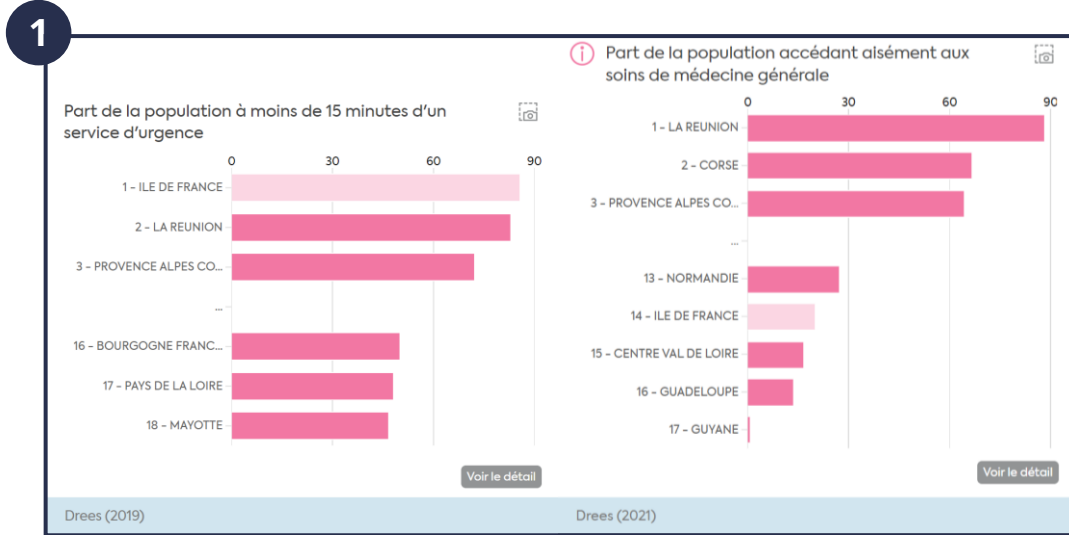 1
Part de la population à moins de 15 minutes d'un
service d'urgence
0 30 60 90
1 - ILE DE FRANCE
2 - LA REUNION
3 - PROVENCE ALPES CO...
...
16 - BOURGOGNE FRANC...
17 - PAYS DE LA LOIRE
18 - MAYOTTE
Voir le détail
Drees (2019)
i
Part de la population accédant aisément aux
soins de médecine générale
0 30 60 90
1 - LA REUNION
2 - CORSE
3 - PROVENCE ALPES CO...
...
13 - NORMANDIE
14 - ILE DE FRANCE
15 - CENTRE VAL DE LOIRE
16 - GUADELOUPE
17 - GUYANE
Voir le détail
Drees (2021)